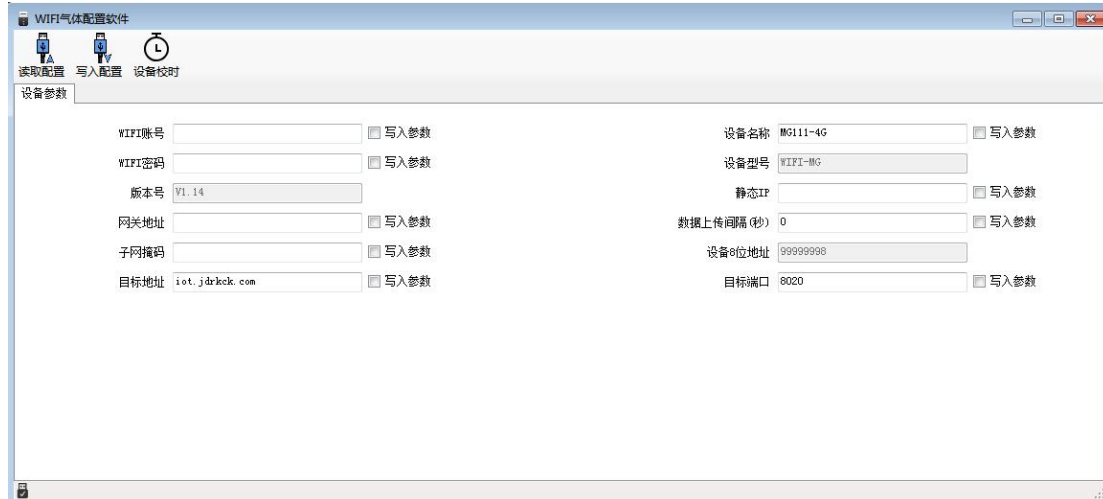 WIFI气体配置软件
读取配置 写入配置 设备校时
设备参数
WIFI账号 写入参数 设备名称 MG111-4G 写入参数
WIFI密码 写入参数 设备型号 WIFI-MG
版本号 V1.14 静态IP 写入参数
网关地址 写入参数 数据上传间隔(秒) 0 写入参数
子网掩码 写入参数 设备8位地址 99999998
目标地址 iot.jdrkck.com 写入参数 目标端口 8020 写入参数